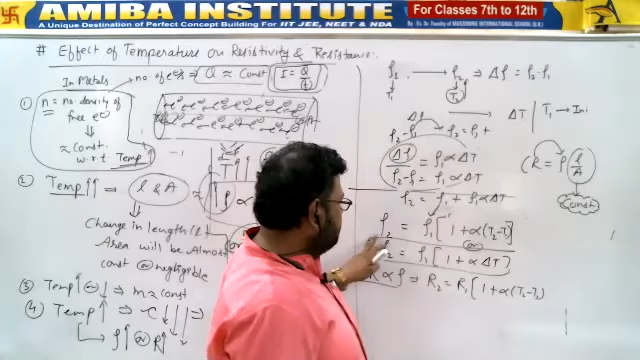 AMIBA INSTITUTE
For Classes 7th to 12th
A Unique Destination of Perfect Concept Builder For IIT JEE, NEET & NDA
# Effect of Temperature on Resistivity & Resistance.
In Metals
no. of e⁻s ⇒ Q ≈ Const
I = Q/t
① n = no. density of
free e⁻
⇓
≈ Const.
w.r.t Temp
② Temp ↑↑ ⇒ l & A
Change in length (l)
Area will be Almost
const negligible
③ Temp ↑ ⇒ m ≈ const
④ Temp ↑ ⇒ τ ↓
ρ↑ R↑
ρ₂ → ρ₂ ⇒ Δρ = ρ₂-ρ₁
T₁ T₂
→ ΔT | T₁ → Ini
Δρ
ρ₂-ρ₁ ρ₂ = ρ₁ +
Δρ = ρ₁ α ΔT
ρ₂-ρ₁ = ρ₁ α ΔT
ρ₂ = ρ₁ + ρ₁ α ΔT
ρ₂ = ρ₁ [ 1 + α (T₂-T₁)
(or)
= ρ₁ [ 1 + α ΔT ]
R ∝ ρ ⇒ R₂ = R₁ [ 1 + α (T₂-T₁)
R = ρ l/A
Const